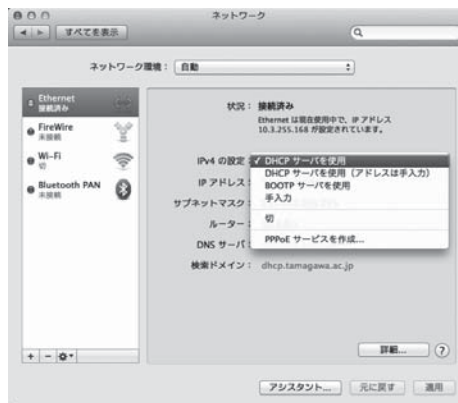 ネットワーク
すべてを表示
ネットワーク環境： 自動
Ethernet
接続済み
FireWire
未接続
Wi-Fi
切
Bluetooth PAN
未接続
状況： 接続済み
Ethernet は現在使用中で、IP アドレス
10.3.255.168 が設定されています。
IPv4 の設定 ✓ DHCP サーバを使用
DHCP サーバを使用（アドレスは手入力）
BOOTP サーバを使用
手入力
切
PPPoE サービスを作成...
IP アドレス：
サブネットマスク：
ルーター：
DNS サーバ
検索ドメイン： dhcp.tamagawa.ac.jp
詳細... ?
+ −
アシスタント... 元に戻す 適用